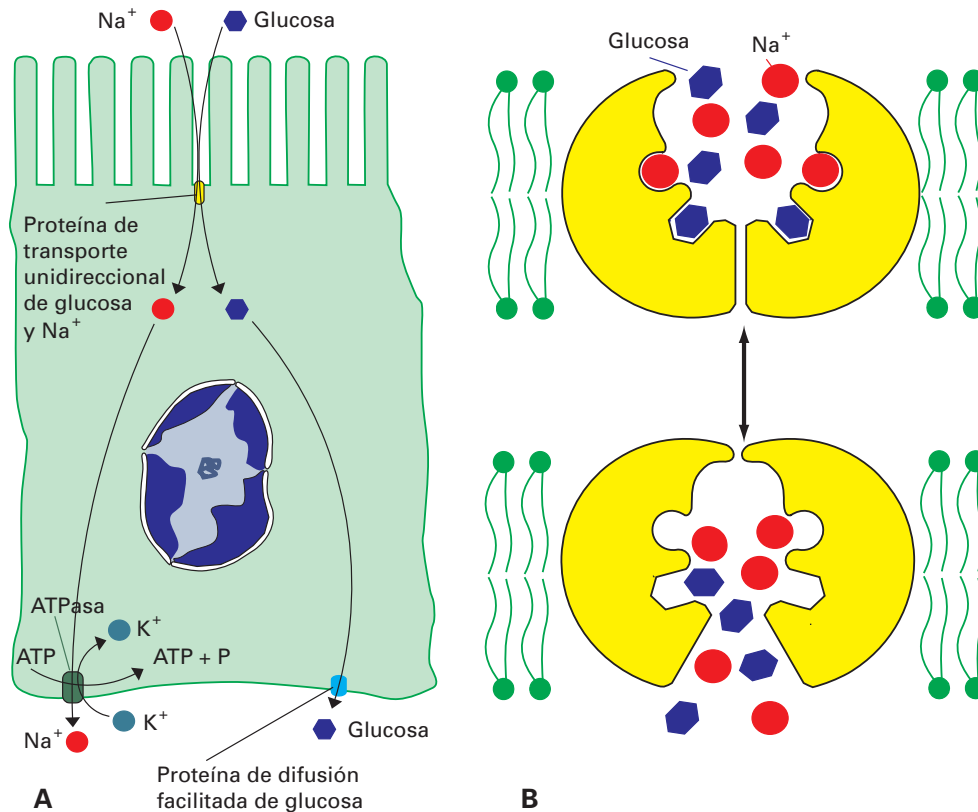 Na⁺
Glucosa
Proteína de
transporte
unidireccional
de glucosa
y Na⁺
ATPasa
K⁺
ATP
ATP + P
K⁺
Na⁺
Glucosa
Proteína de difusión
facilitada de glucosa
A
Glucosa
Na⁺
B